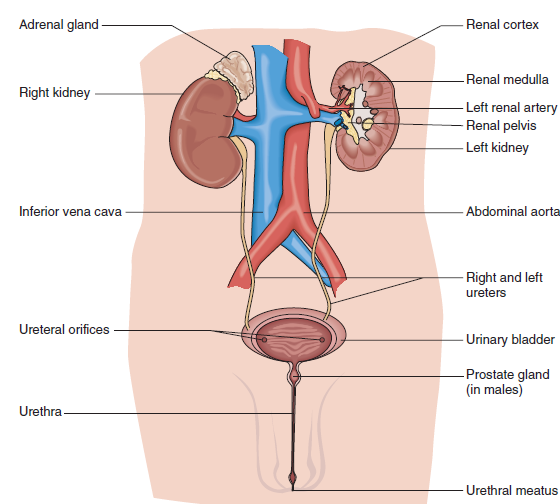 Adrenal gland
Right kidney
Inferior vena cava
Ureteral orifices
Urethra
Renal cortex
Renal medulla
Left renal artery
Renal pelvis
Left kidney
Abdominal aorta
Right and left
ureters
Urinary bladder
Prostate gland
(in males)
Urethral meatus